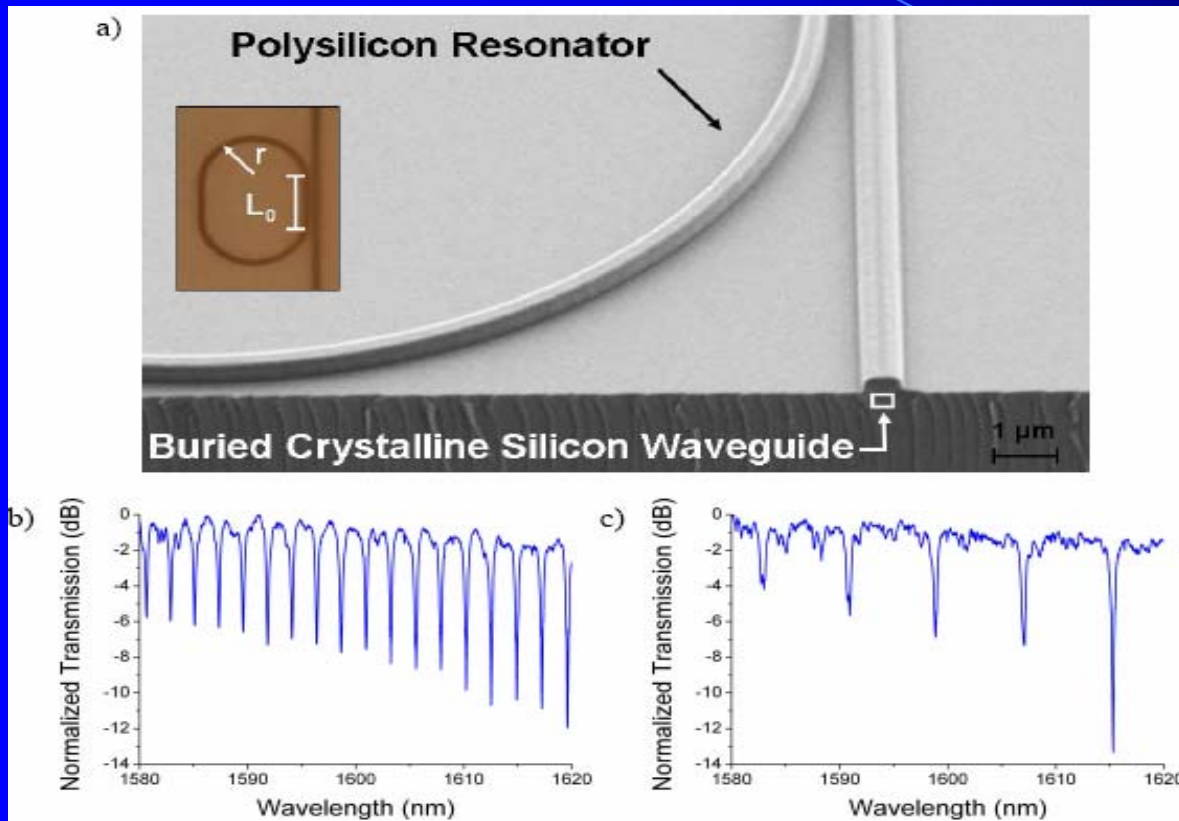 a)
Polysilicon Resonator
r
L₀
Buried Crystalline Silicon Waveguide
1 μm
b)
Normalized Transmission (dB)
0
-2
-4
-6
-8
-10
-12
-14
1580
1590
1600
1610
1620
Wavelength (nm)
c)
Normalized Transmission (dB)
0
-2
-4
-6
-8
-10
-12
-14
1580
1590
1600
1610
1620
Wavelength (nm)